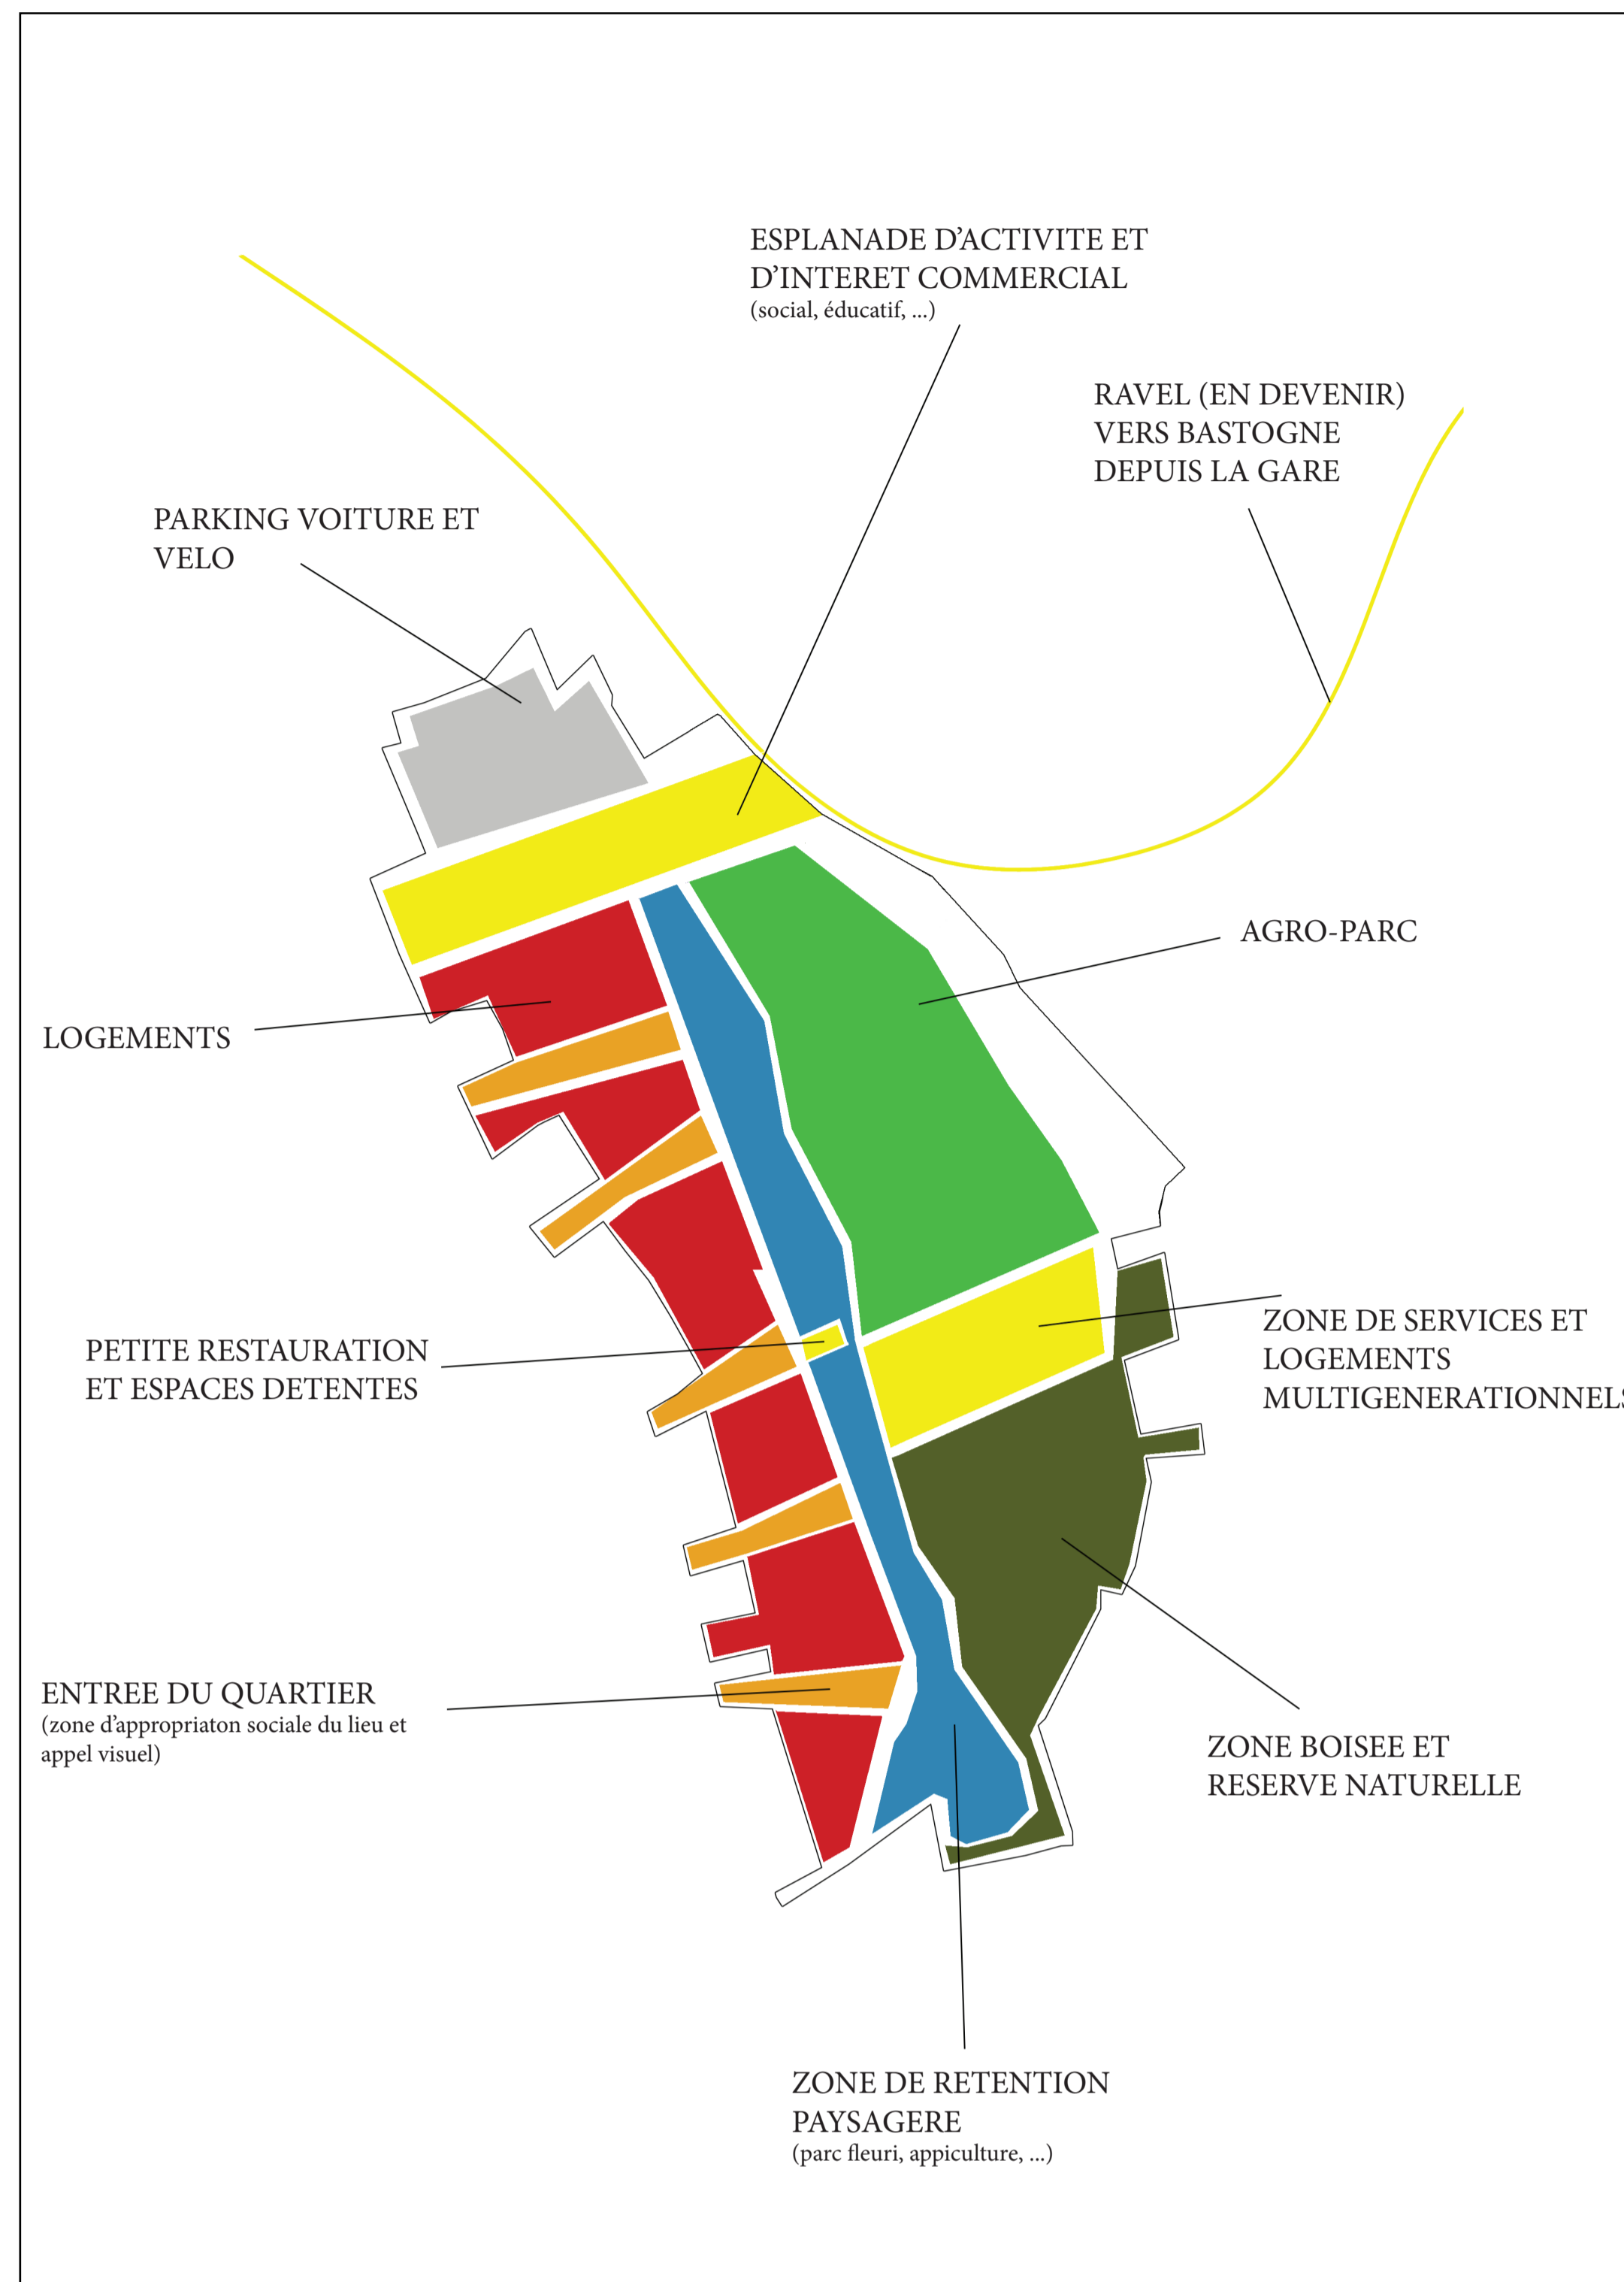 ESPLANADE D'ACTIVITE ET
D'INTERET COMMERCIAL
(social, éducatif, ...)
RAVEL (EN DEVENIR)
VERS BASTOGNE
DEPUIS LA GARE
PARKING VOITURE ET
VELO
AGRO-PARC
LOGEMENTS
ZONE DE SERVICES ET
LOGEMENTS
MULTIGENERATIONNELS
PETITE RESTAURATION
ET ESPACES DETENTES
ENTREE DU QUARTIER
(zone d'appropriaton sociale du lieu et
appel visuel)
ZONE BOISEE ET
RESERVE NATURELLE
ZONE DE RETENTION
PAYSAGERE
(parc fleuri, appiculture, ...)